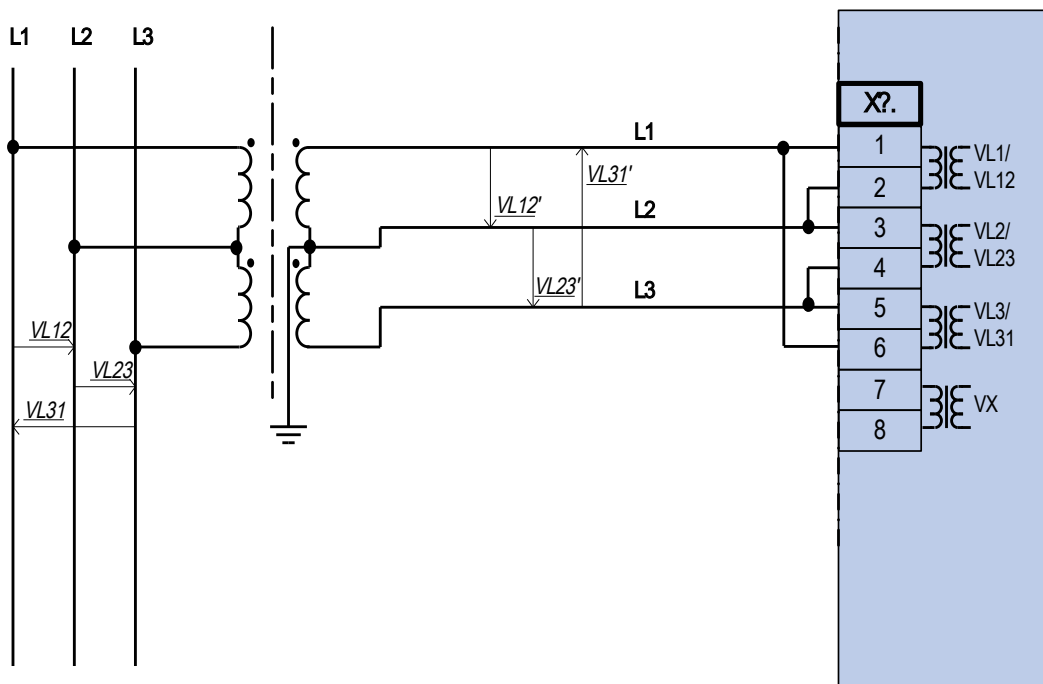 L1 L2 L3
X?.
L1
1
VL1/
VL12
VL31'
2
VL12'
L2
3
VL2/
VL23
4
VL23'
L3
5
VL3/
VL31
VL12
6
VL23
7
VX
VL31
8